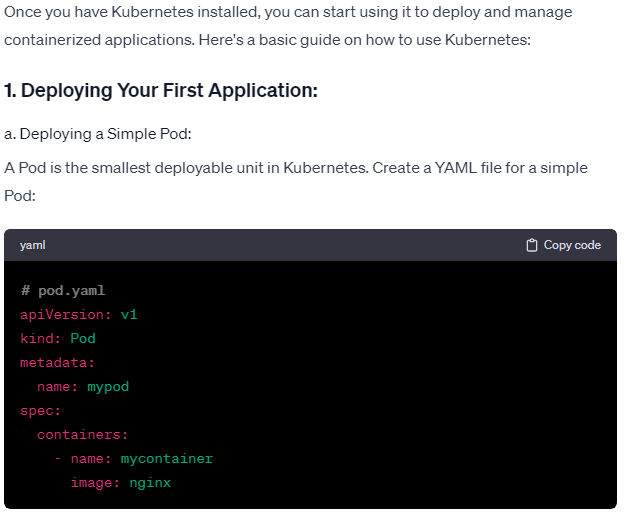 Once you have Kubernetes installed, you can start using it to deploy and manage
containerized applications. Here's a basic guide on how to use Kubernetes:
1. Deploying Your First Application:
a. Deploying a Simple Pod:
A Pod is the smallest deployable unit in Kubernetes. Create a YAML file for a simple
Pod:
yaml Copy code
# pod.yaml
apiVersion: v1
kind: Pod
metadata:
  name: mypod
spec:
  containers:
    - name: mycontainer
      image: nginx